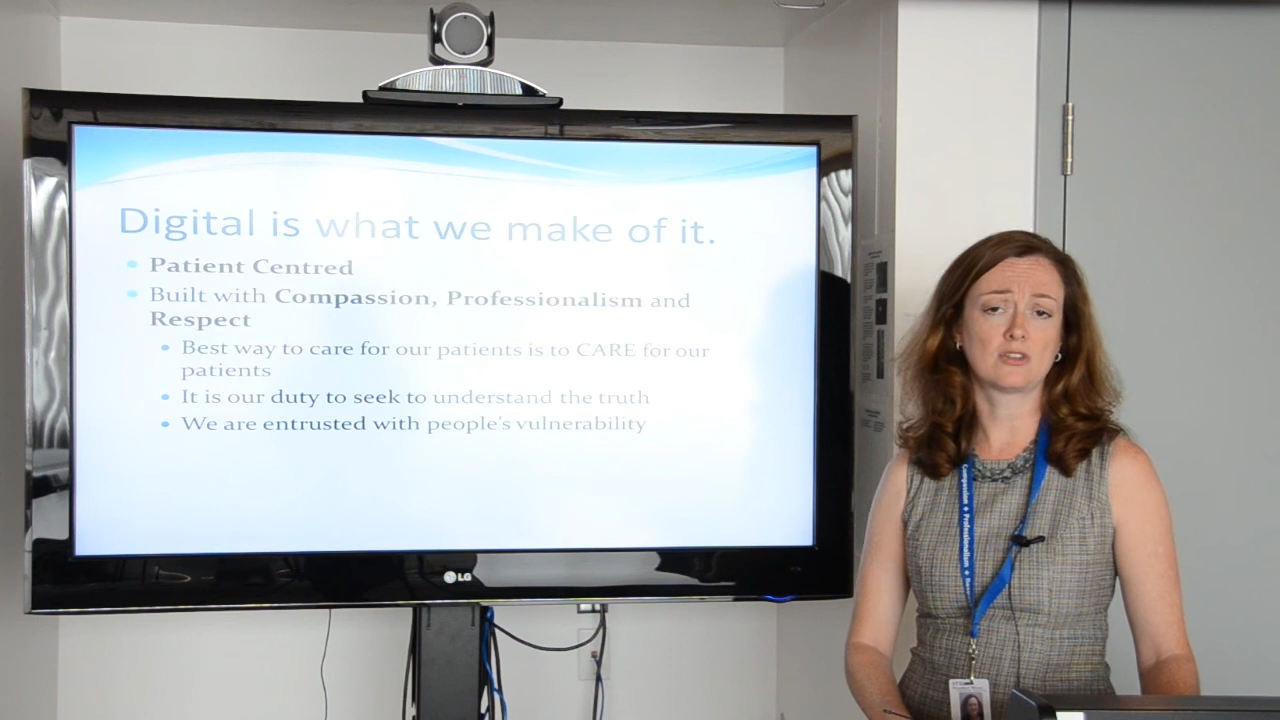 Digital is what we make of it.
Patient Centred
Built with Compassion, Professionalism and
Respect
Best way to care for our patients is to CARE for our
patients
It is our duty to seek to understand the truth
We are entrusted with people's vulnerability
LG
Compassion + Professionalism +